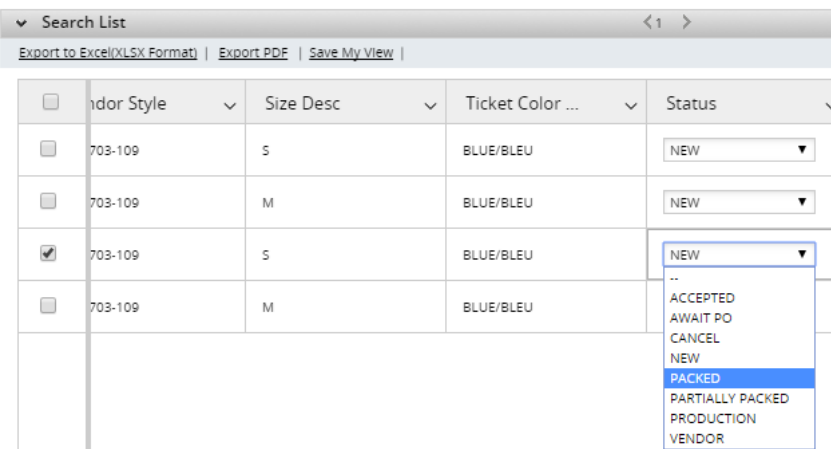 Search List
1
Export to Excel(XLSX Format) | Export PDF | Save My View |
ndor Style Size Desc Ticket Color ... Status
703-109 S BLUE/BLEU NEW
703-109 M BLUE/BLEU NEW
703-109 S BLUE/BLEU NEW
--
ACCEPTED
703-109 M BLUE/BLEU
AWAIT PO
CANCEL
NEW
PACKED
PARTIALLY PACKED
PRODUCTION
VENDOR